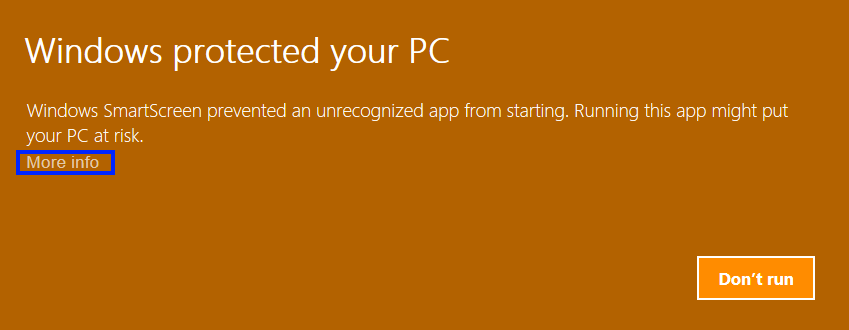 Windows protected your PC
Windows SmartScreen prevented an unrecognized app from starting. Running this app might put
your PC at risk.
More info
Don't run